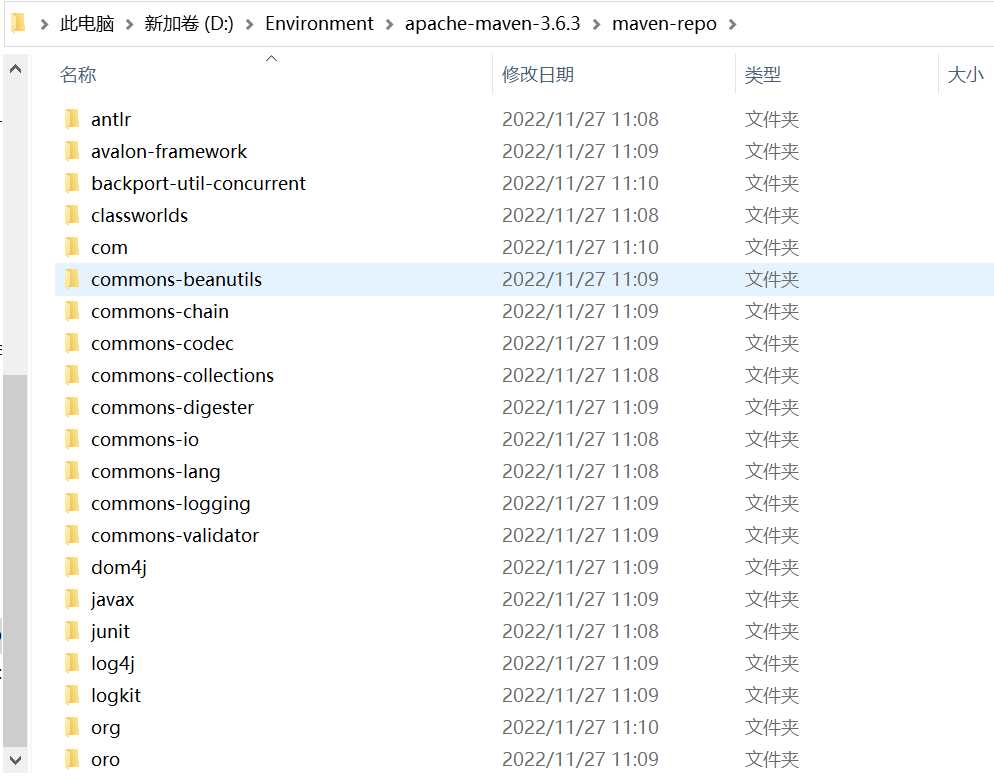 此电脑 新加卷 (D:) Environment apache-maven-3.6.3 maven-repo
名称 修改日期 类型 大小
antlr 2022/11/27 11:08 文件夹
avalon-framework 2022/11/27 11:09 文件夹
backport-util-concurrent 2022/11/27 11:10 文件夹
classworlds 2022/11/27 11:08 文件夹
com 2022/11/27 11:10 文件夹
commons-beanutils 2022/11/27 11:09 文件夹
commons-chain 2022/11/27 11:09 文件夹
commons-codec 2022/11/27 11:09 文件夹
commons-collections 2022/11/27 11:08 文件夹
commons-digester 2022/11/27 11:09 文件夹
commons-io 2022/11/27 11:08 文件夹
commons-lang 2022/11/27 11:08 文件夹
commons-logging 2022/11/27 11:09 文件夹
commons-validator 2022/11/27 11:09 文件夹
dom4j 2022/11/27 11:09 文件夹
javax 2022/11/27 11:09 文件夹
junit 2022/11/27 11:08 文件夹
log4j 2022/11/27 11:09 文件夹
logkit 2022/11/27 11:09 文件夹
org 2022/11/27 11:10 文件夹
oro 2022/11/27 11:09 文件夹